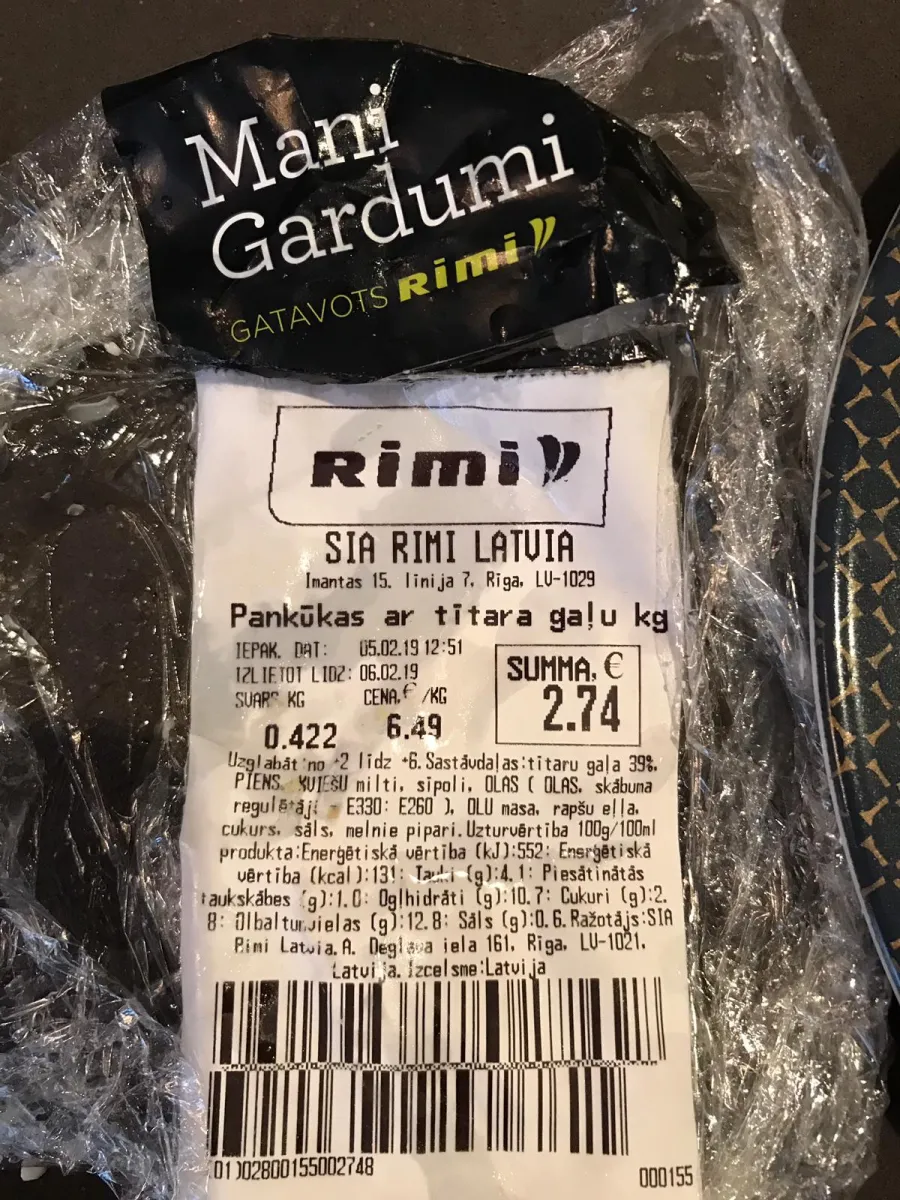 Mani
Gardumi
GATAVOTS Rimi
Rimi
SIA RIMI LATVIA
Imantas 15. līnija 7, Rīga, LV-1029
Pankūkas ar tītara gaļu kg
IEPAK. DAT: 05.02.19 12:51
IZLIETOT LIDZ: 06.02.19
SVARS KG CENA,€ /KG
SUMMA, €
2.74
0.422 6.49
Uzglabāt no +2 līdz +6. Sastāvdaļas:tītaru gaļa 39%,
PIENS, KVIEŠU milti, sīpoli, OLAS ( OLAS, skābuma
regulētāji - E330: E260 ), OLU masa, rapšu eļļa,
cukurs, sāls, melnie pipari.Uzturvērtība 100g/100ml
produkta:Enerģētiskā vērtība (kJ):552: Enerģētiskā
vērtība (kcal):131: Tauki (g):4.1: Piesātinātās
taukskābes (g):1.0: Ogļhidrāti (g):10.7: Cukuri (g):2.
8: Olbaltumvielas (g):12.8: Sāls (g):0.6.Ražotājs:SIA
Rimi Latvia.A. Deglava iela 161, Rīga, LV-1021,
Latvija. Izcelsme:Latvija
01)02800155002748
000155